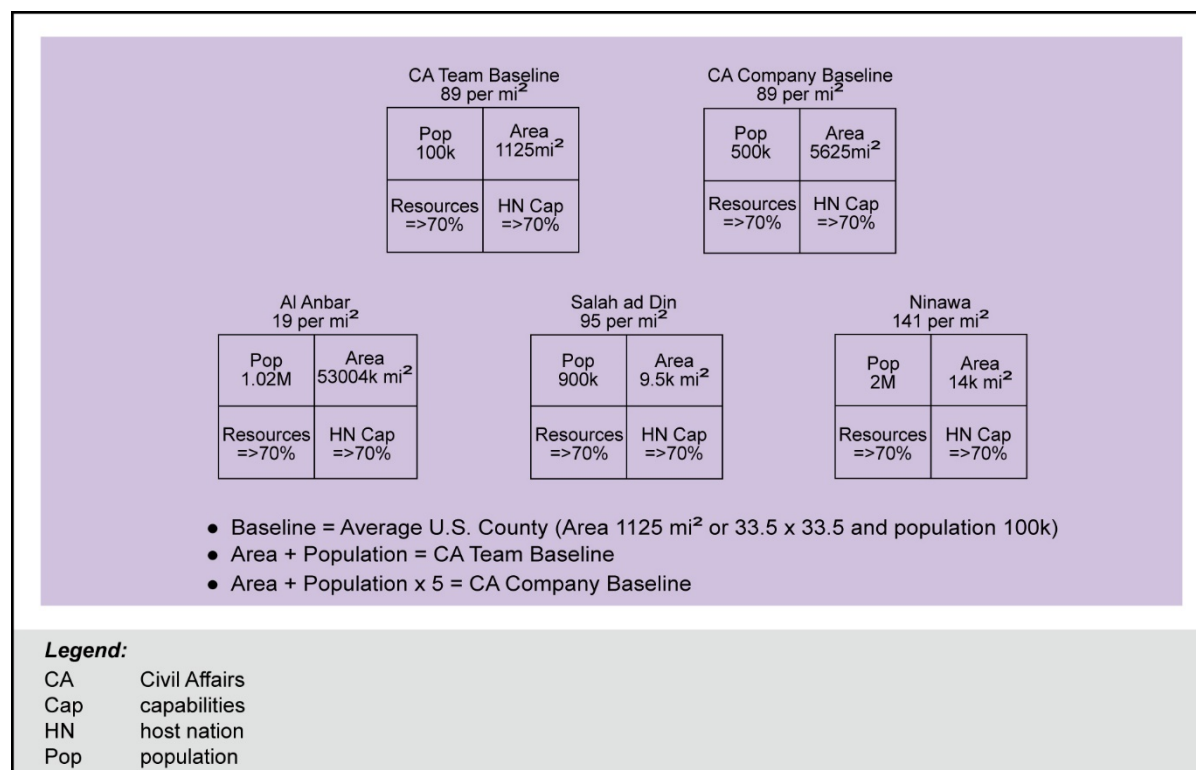 CA Team Baseline
89 per mi²
Pop
100k
Area
1125mi²
Resources
=>70%
HN Cap
=>70%
CA Company Baseline
89 per mi²
Pop
500k
Area
5625mi²
Resources
=>70%
HN Cap
=>70%
Al Anbar
19 per mi²
Pop
1.02M
Area
53004k mi²
Resources
=>70%
HN Cap
=>70%
Salah ad Din
95 per mi²
Pop
900k
Area
9.5k mi²
Resources
=>70%
HN Cap
=>70%
Ninawa
141 per mi²
Pop
2M
Area
14k mi²
Resources
=>70%
HN Cap
=>70%
● Baseline = Average U.S. County (Area 1125 mi² or 33.5 x 33.5 and population 100k)
● Area + Population = CA Team Baseline
● Area + Population x 5 = CA Company Baseline
Legend:
CA Civil Affairs
Cap capabilities
HN host nation
Pop population